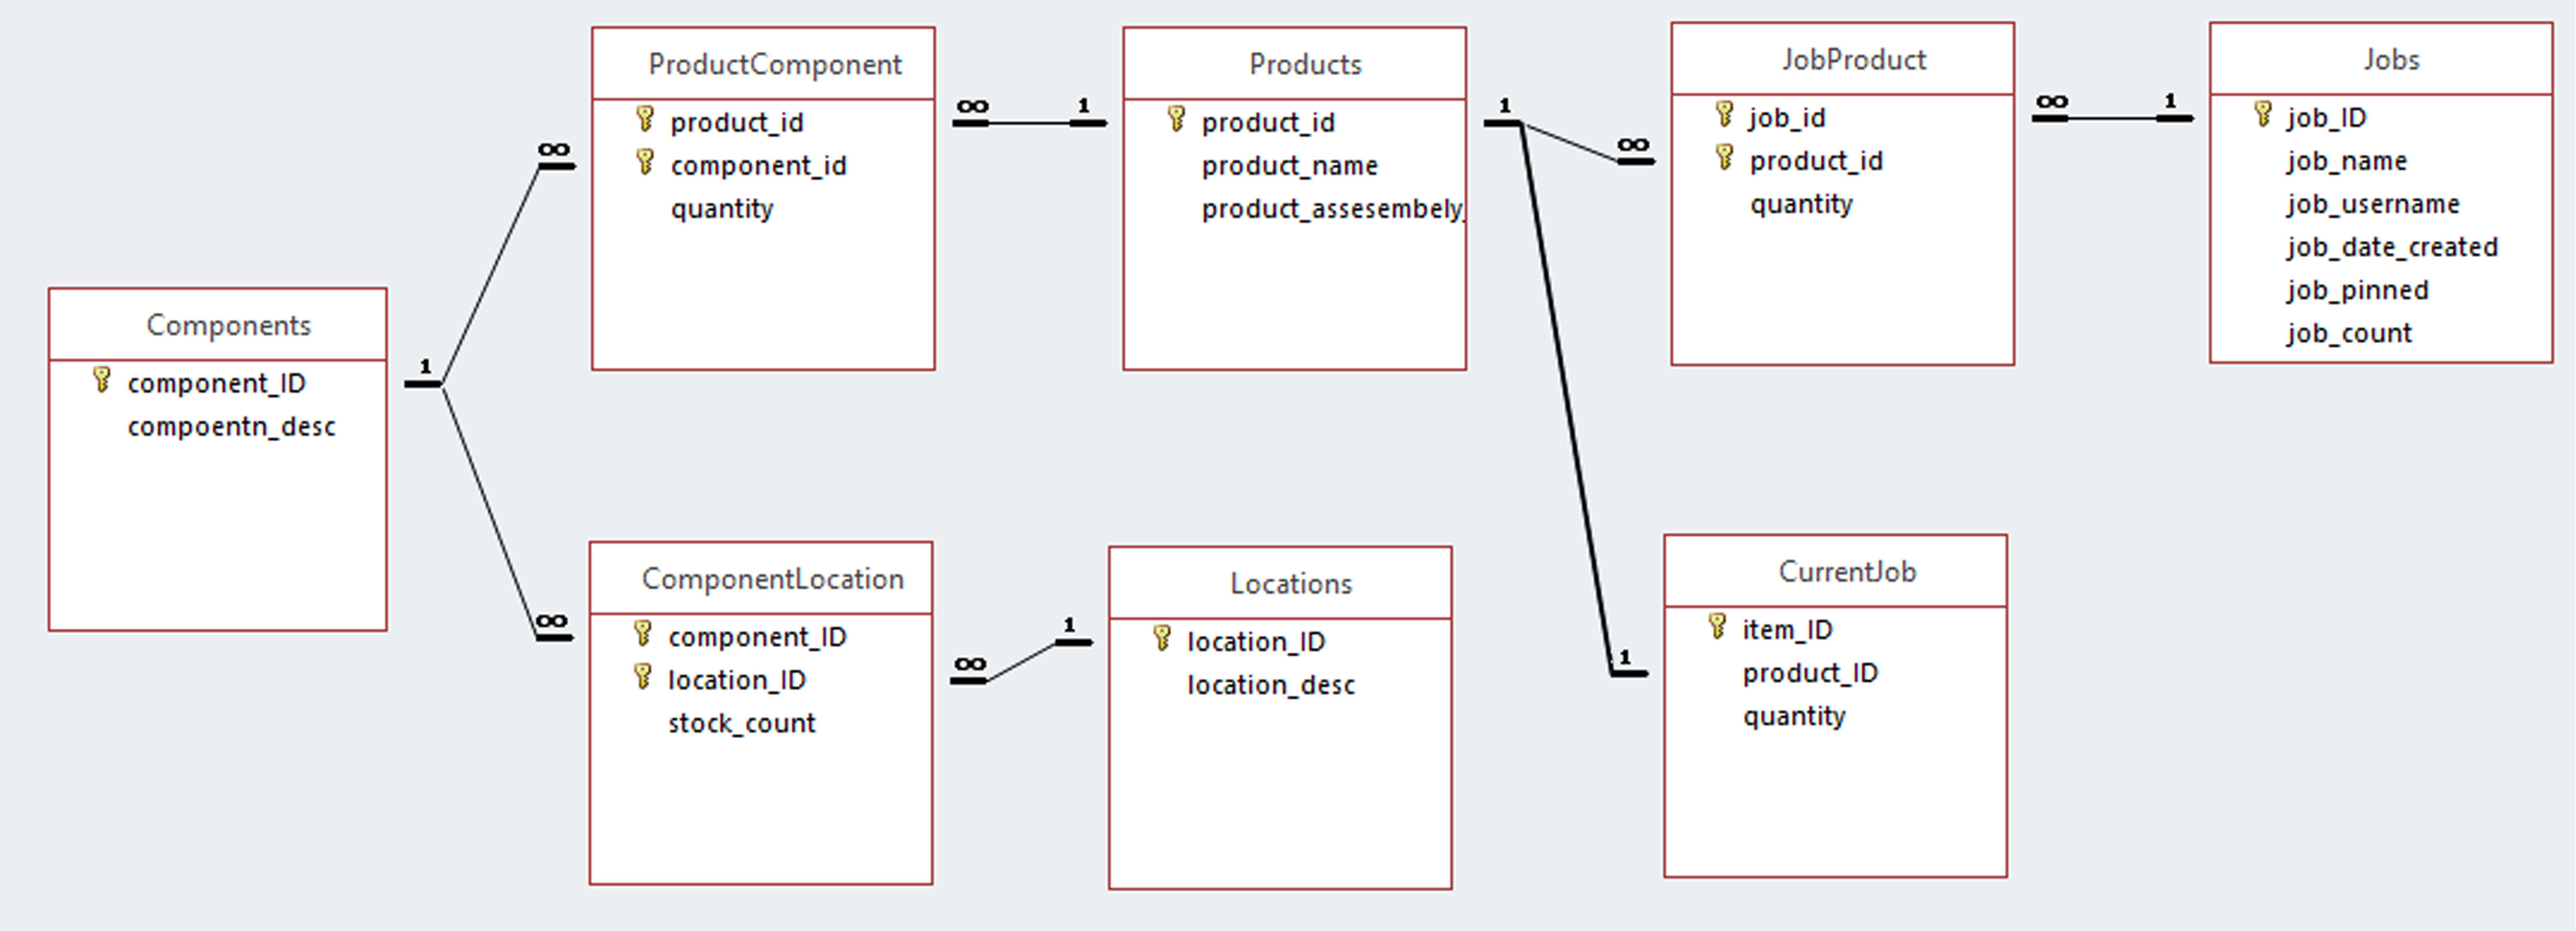 ProductComponent
product_id
component_id
quantity
Products
product_id
product_name
product_assesembely_
JobProduct
job_id
product_id
quantity
Jobs
job_ID
job_name
job_username
job_date_created
job_pinned
job_count
∞ 1
1
∞
∞ 1
∞
Components
component_ID
compoentn_desc
1
∞
ComponentLocation
component_ID
location_ID
stock_count
∞ 1
Locations
location_ID
location_desc
1
CurrentJob
item_ID
product_ID
quantity